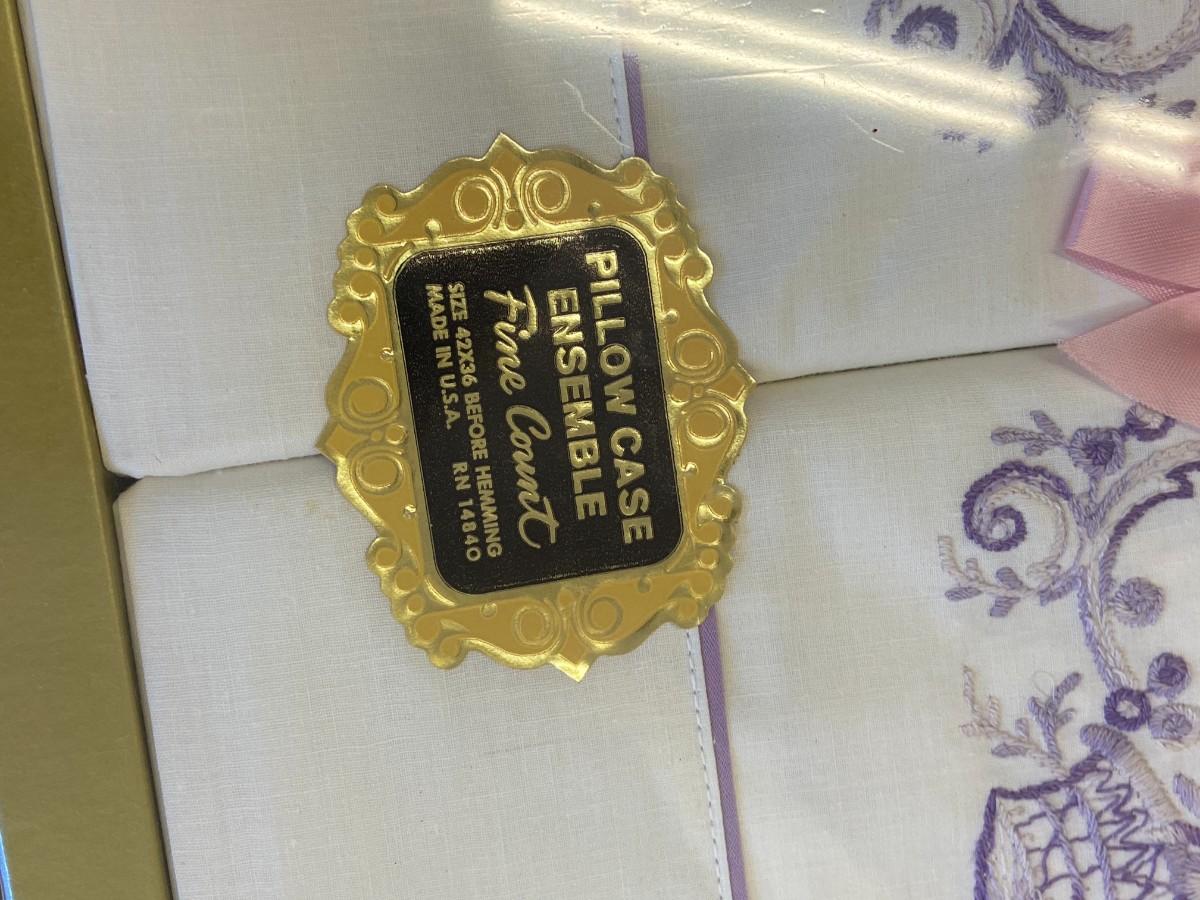 PILLOW CASE
ENSEMBLE
Fine Count
SIZE 42X36 BEFORE HEMMING
MADE IN U.S.A. RN 14840